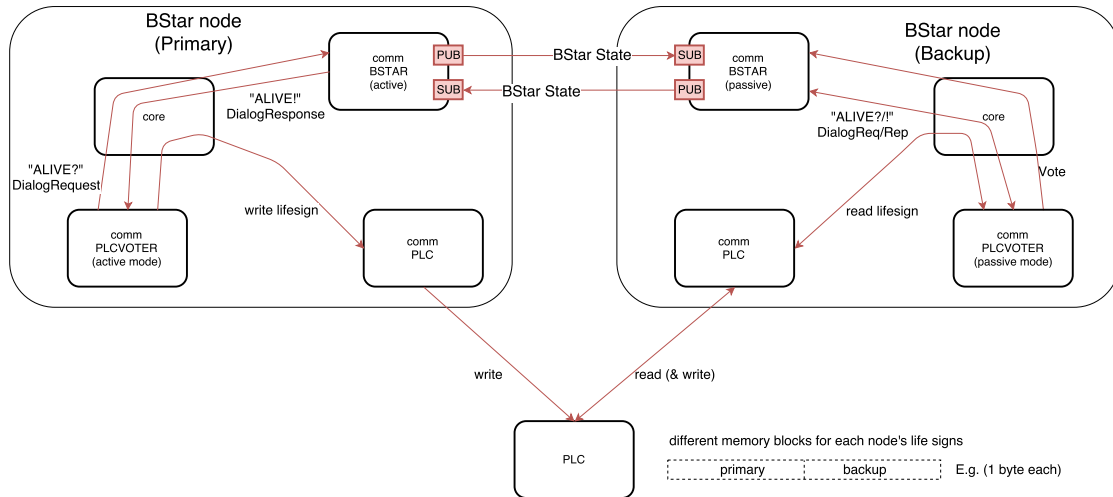 BStar node
(Primary)
comm
BSTAR
(active)
PUB
SUB
core
"ALIVE!"
DialogResponse
"ALIVE?"
DialogRequest
write lifesign
comm
PLCVOTER
(active mode)
comm
PLC
BStar State
BStar State
BStar node
(Backup)
SUB
PUB
comm
BSTAR
(passive)
core
"ALIVE?/!"
DialogReq/Rep
Vote
read lifesign
comm
PLC
comm
PLCVOTER
(passive mode)
write
read (& write)
PLC
different memory blocks for each node's life signs
primary
backup
E.g. (1 byte each)